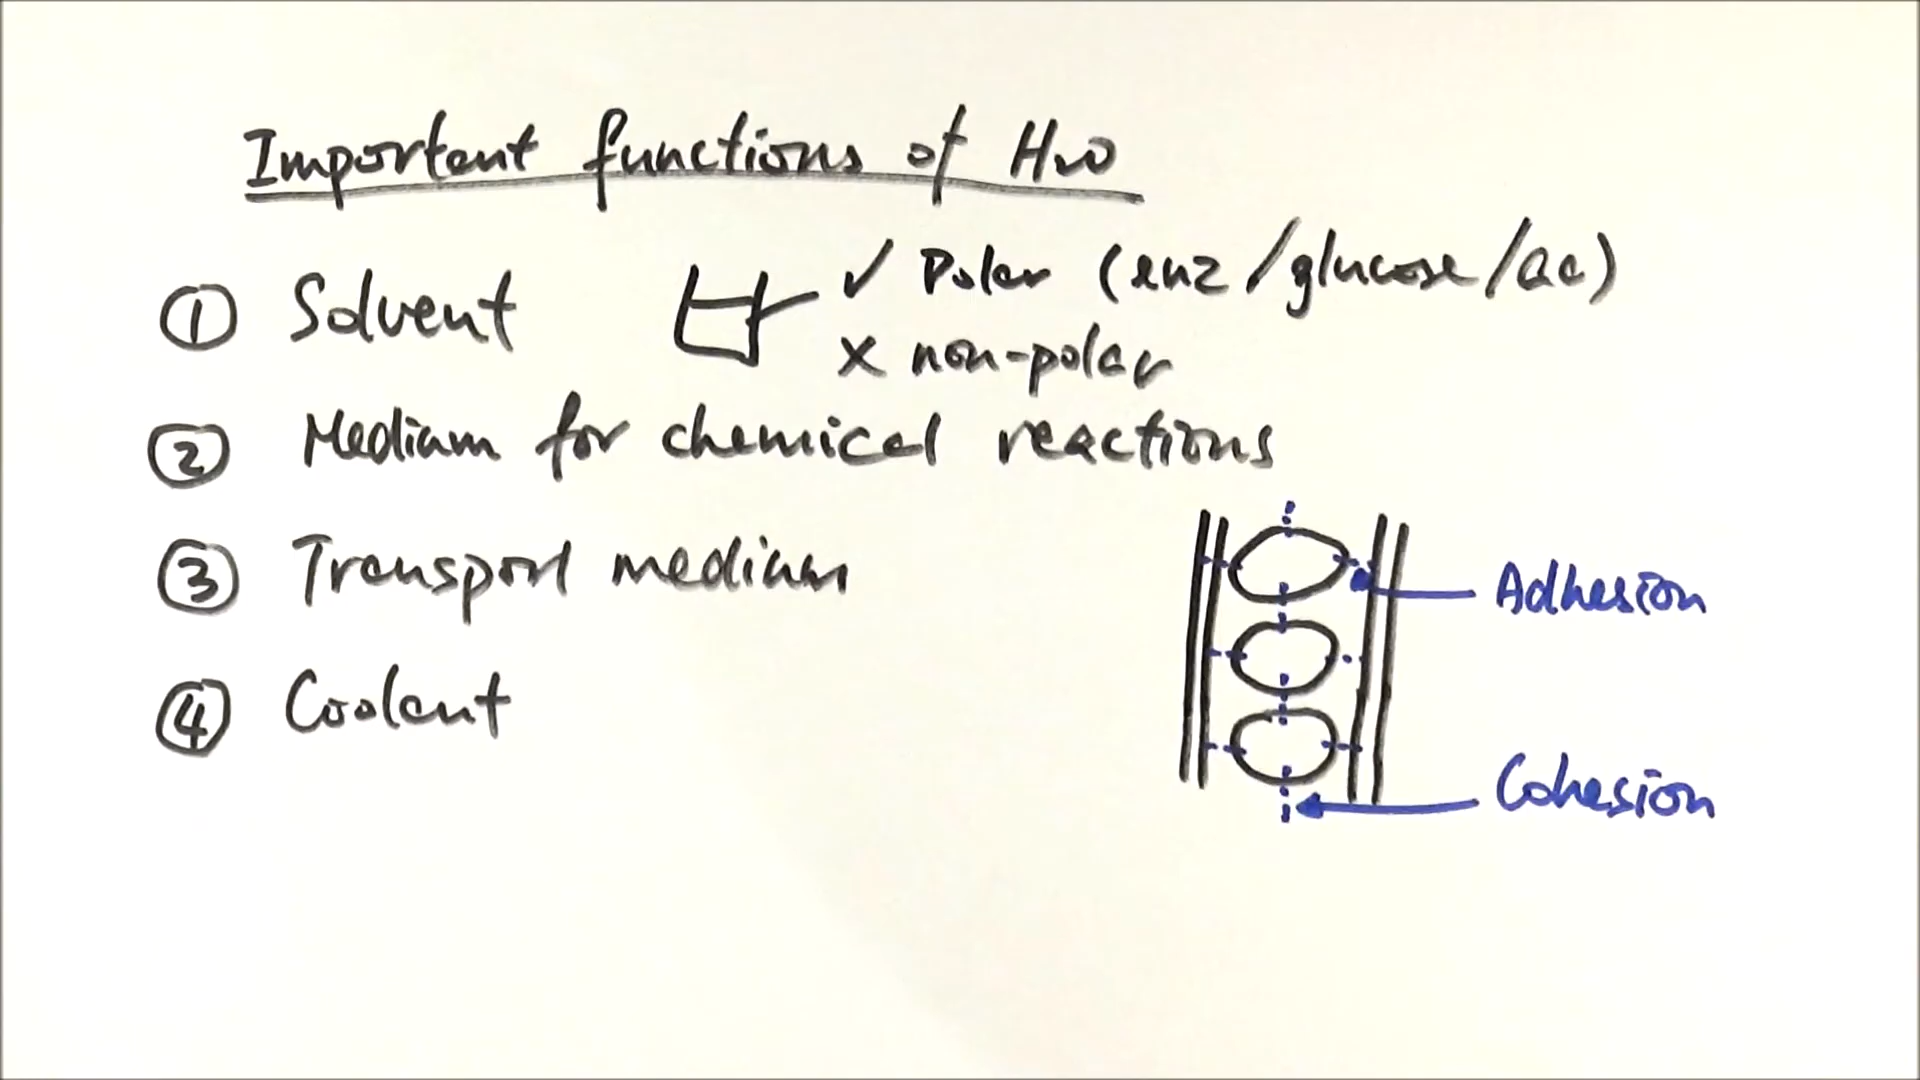 Important functions of H₂O
① Solvent ✓ Polar (enz/glucose/aa)
x non-polar
② Medium for chemical reactions
③ Transport medium
Adhesion
④ Coolant
Cohesion